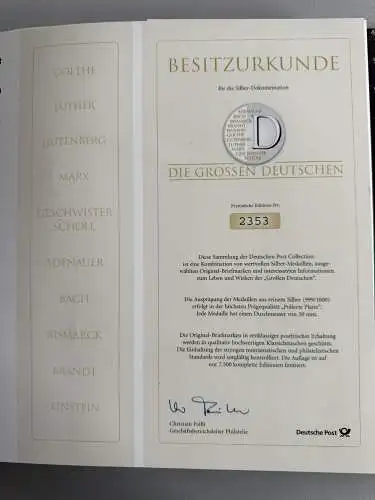 GOETHE
LUTHER
GUTENBERG
MARX
GESCHWISTER
SCHOLL
ADENAUER
BACH
BISMARCK
BRANDT
EINSTEIN
BESITZURKUNDE
für die Silber-Dokumentation
D
DIE GROSSEN DEUTSCHEN
Persönliche Editions-Nr.
2353
Diese Sammlung der Deutschen Post Collection
ist eine Kombination von wertvollen Silber-Medaillen, ausge-
wählten Original-Briefmarken und interessanten Informationen
zum Leben und Wirken der „Großen Deutschen".
Die Ausprägung der Medaillen aus reinem Silber (999/1000)
erfolgt in der höchsten Prägequalität „Polierte Platte".
Jede Medaille hat einen Durchmesser von 30 mm.
Die Original-Briefmarken in erstklassiger postfrischer Erhaltung
werden in qualitativ hochwertigen Klarsichttaschen geschützt.
Die Einhaltung der strengen numismatischen und philatelistischen
Standards wird sorgfältig kontrolliert. Die Auflage ist auf
nur 7.500 komplette Editionen limitiert.
Geschäftsbereichsleiter Philatelie
Deutsche Post